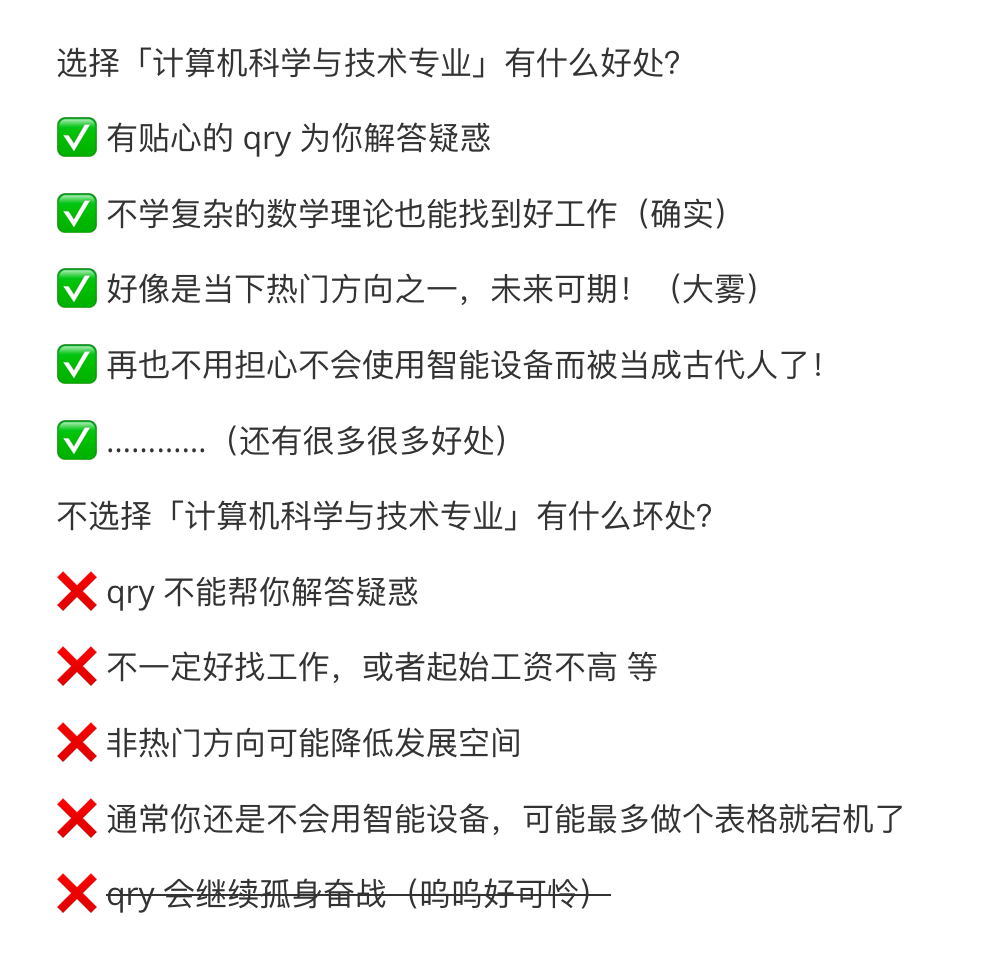 选择「计算机科学与技术专业」有什么好处？
✅ 有贴心的 qry 为你解答疑惑
✅ 不学复杂的数学理论也能找到好工作（确实）
✅ 好像是当下热门方向之一，未来可期！（大雾）
✅ 再也不用担心不会使用智能设备而被当成古代人了！
✅ …………（还有很多很多好处）
不选择「计算机科学与技术专业」有什么坏处？
❌ qry 不能帮你解答疑惑
❌ 不一定好找工作，或者起始工资不高 等
❌ 非热门方向可能降低发展空间
❌ 通常你还是不会用智能设备，可能最多做个表格就宕机了
❌ qry 会继续孤身奋战（呜呜好可怜）